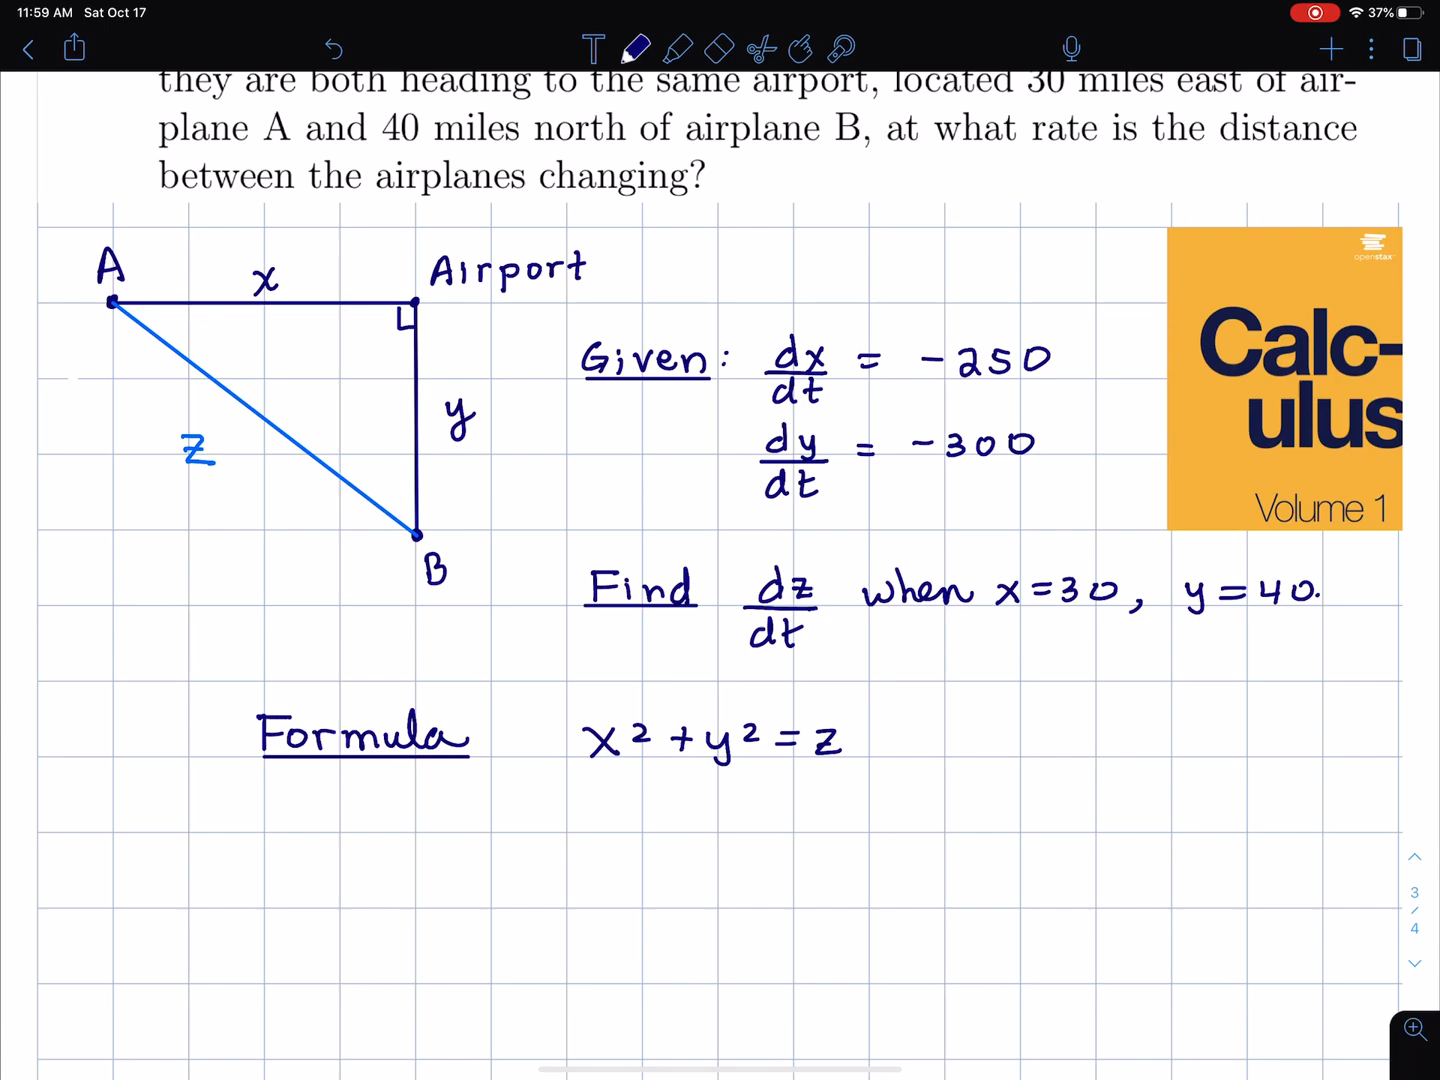 11:59 AM Sat Oct 17 37%
they are both heading to the same airport, located 30 miles east of air-
plane A and 40 miles north of airplane B, at what rate is the distance
between the airplanes changing?
A x Airport
openstax
Calc-
ulus
Volume 1
Given: dx/dt = -250
y
dy/dt = -300
z
B
Find dz/dt when x=30, y=40.
Formula x² + y² = z
3
/
4